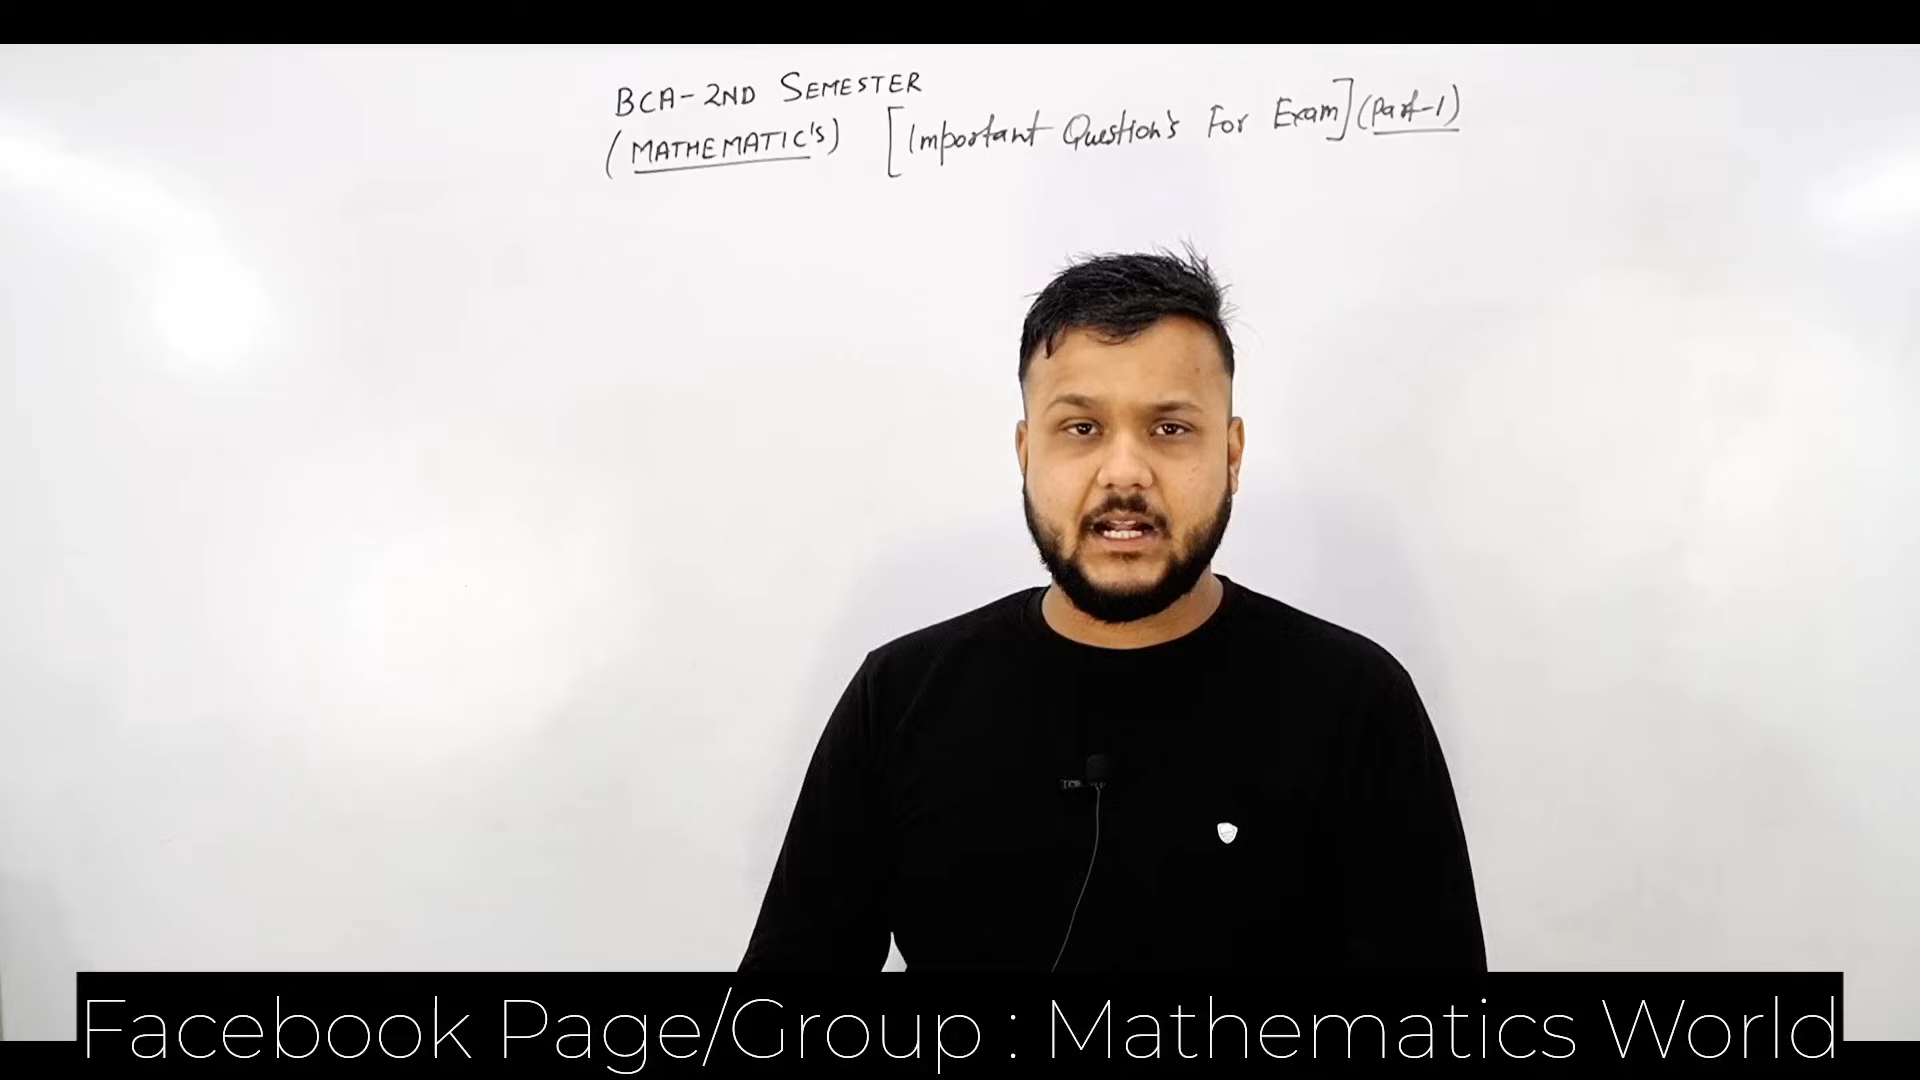 BCA-2ND SEMESTER
(MATHEMATIC'S) [Important Question's For Exam] (Part-1)
Facebook Page/Group : Mathematics World